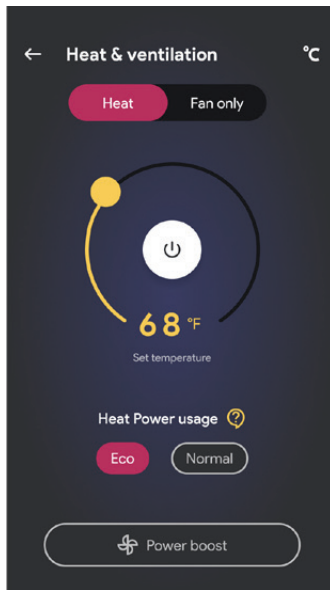 Heat & ventilation °C
Heat Fan only
68 °F
Set temperature
Heat Power usage ?
Eco Normal
Power boost